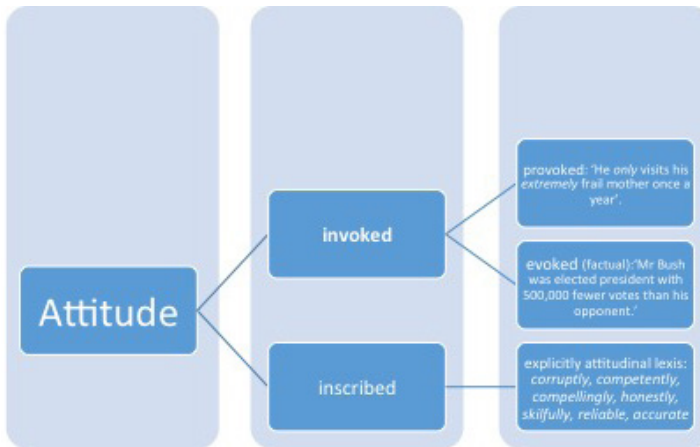 Attitude
invoked
inscribed
provoked: 'He only visits his
extremely frail mother once a
year'.
evoked (factual):'Mr Bush
was elected president with
500,000 fewer votes than his
opponent.'
explicitly attitudinal lexis:
corruptly, competently,
compellingly, honestly,
skilfully, reliable, accurate